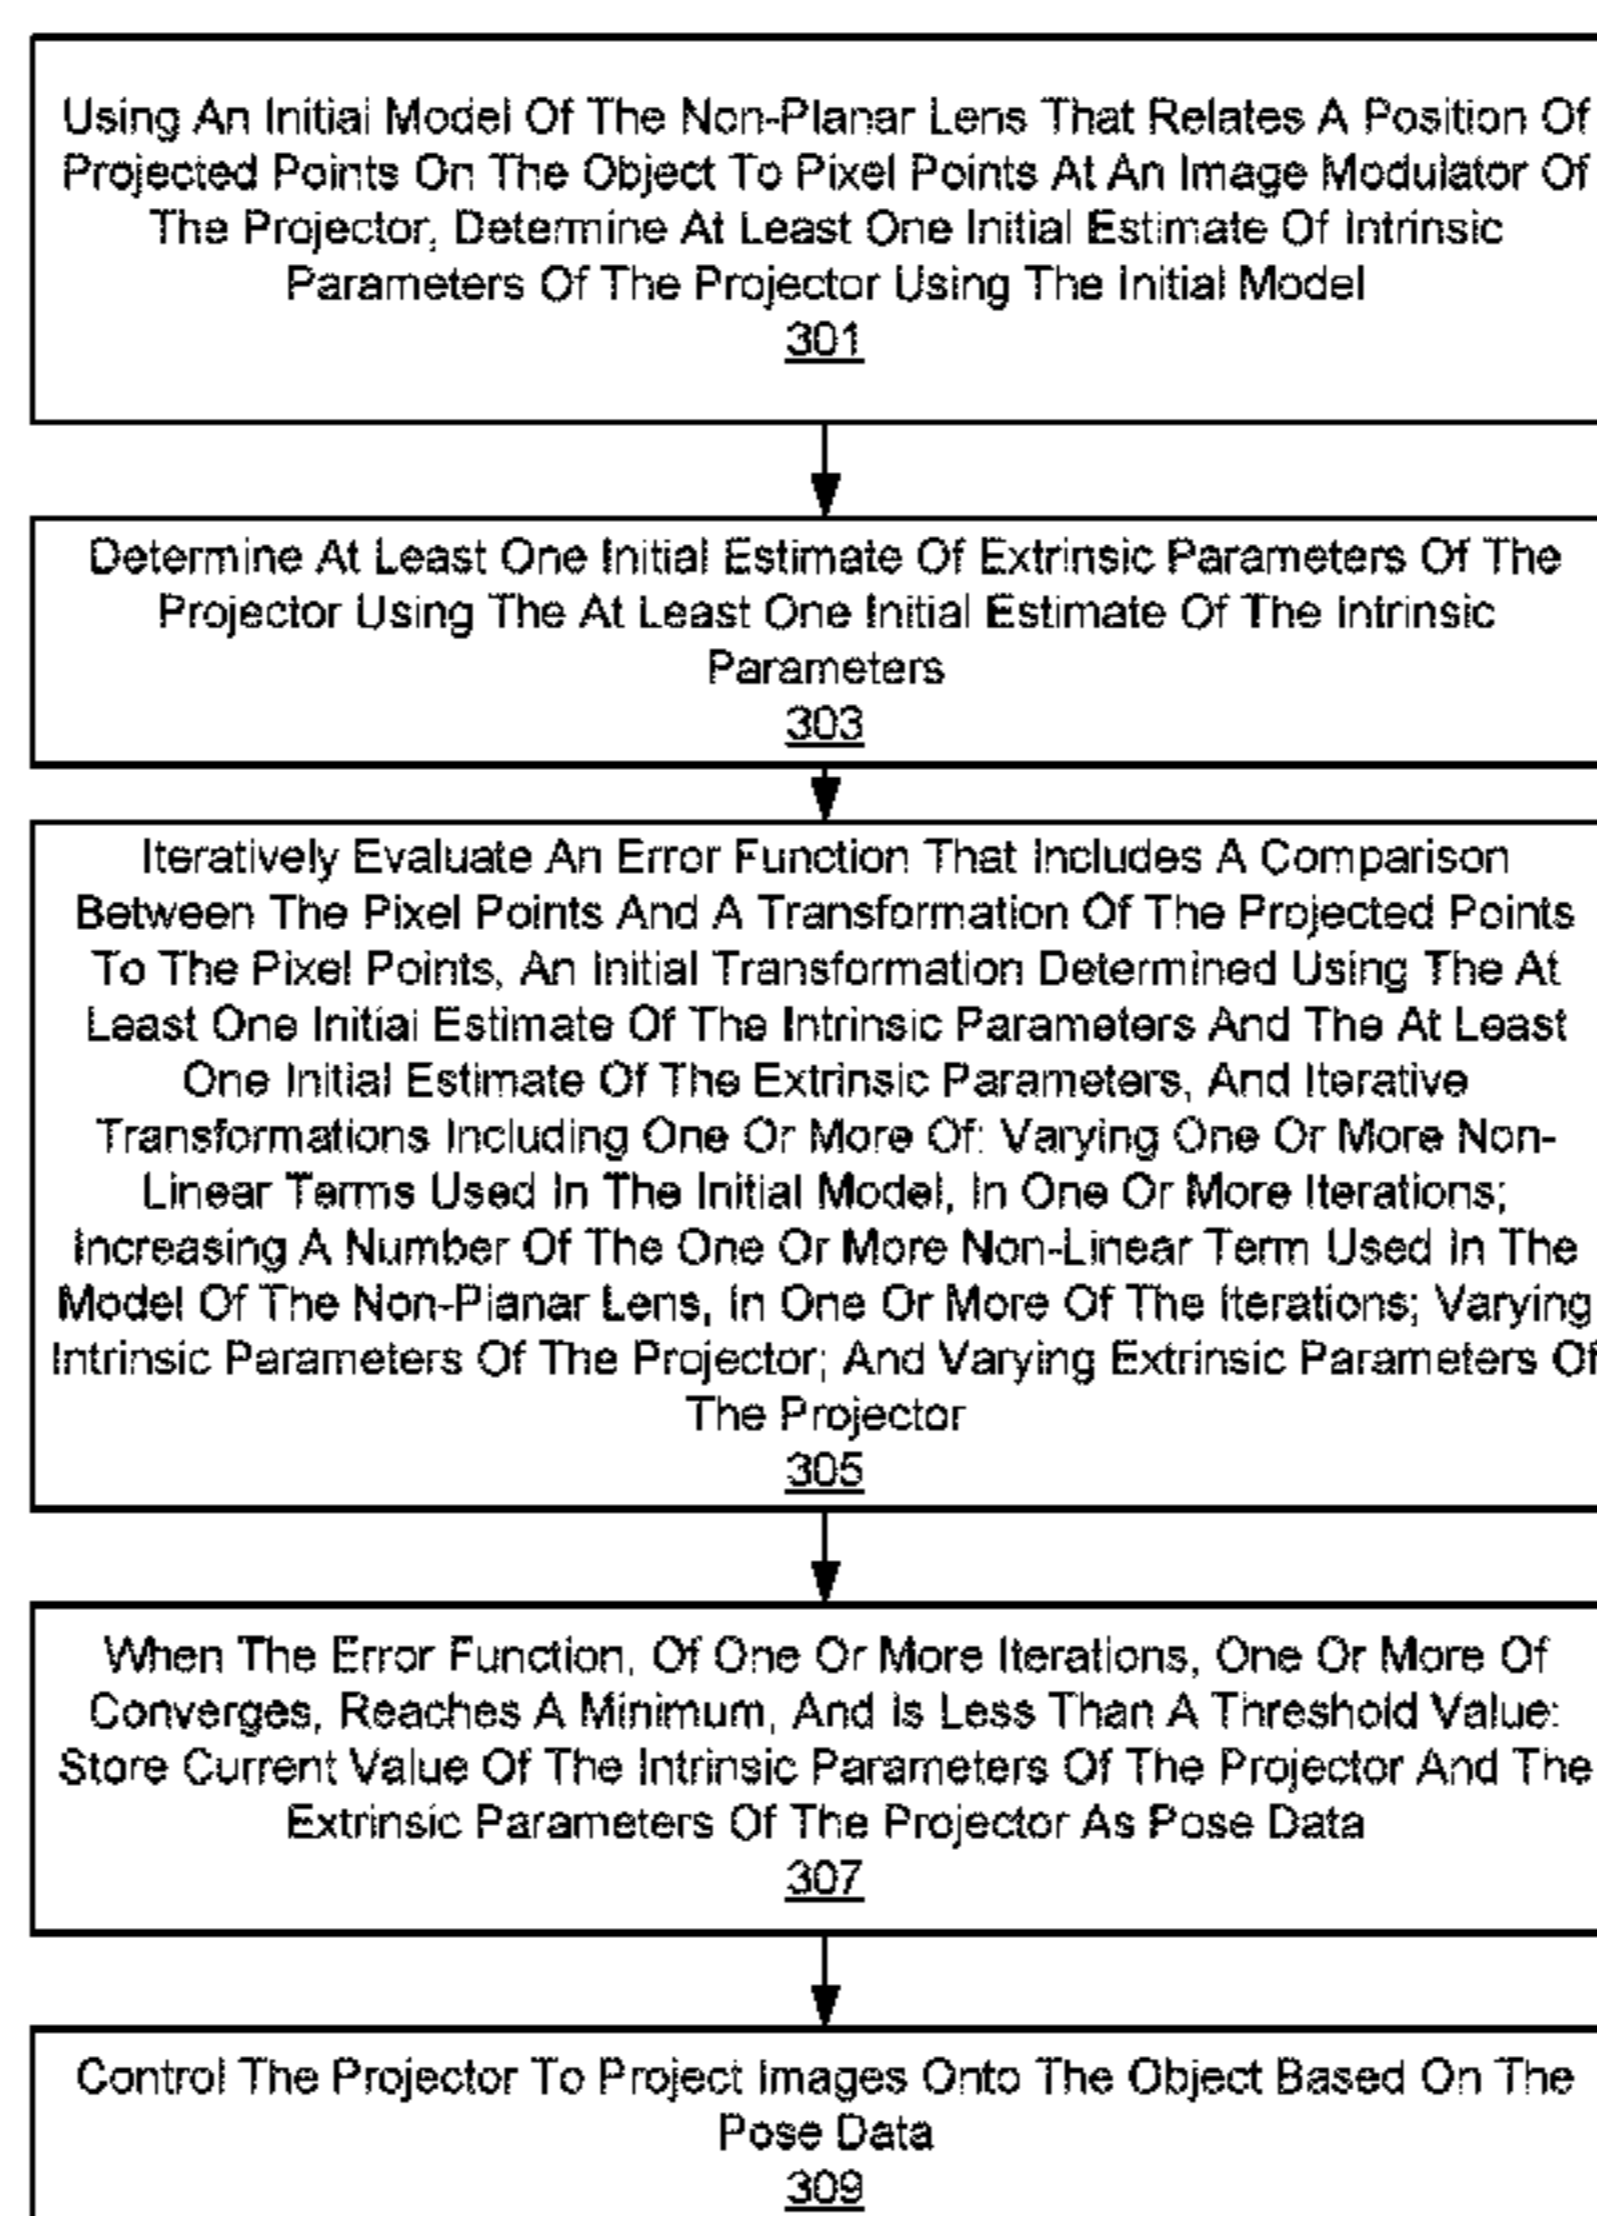 Using An Initial Model Of The Non-Planar Lens That Relates A Position Of
Projected Points On The Object To Pixel Points At An Image Modulator Of
The Projector, Determine At Least One Initial Estimate Of Intrinsic
Parameters Of The Projector Using The Initial Model
301
Determine At Least One Initial Estimate Of Extrinsic Parameters Of The
Projector Using The At Least One Initial Estimate Of The Intrinsic
Parameters
303
Iteratively Evaluate An Error Function That Includes A Comparison
Between The Pixel Points And A Transformation Of The Projected Points
To The Pixel Points, An Initial Transformation Determined Using The At
Least One Initial Estimate Of The Intrinsic Parameters And The At Least
One Initial Estimate Of The Extrinsic Parameters, And Iterative
Transformations Including One Or More Of: Varying One Or More Non-
Linear Terms Used In The Initial Model, In One Or More Iterations;
Increasing A Number Of The One Or More Non-Linear Term Used In The
Model Of The Non-Planar Lens, In One Or More Of The Iterations; Varying
Intrinsic Parameters Of The Projector; And Varying Extrinsic Parameters Of
The Projector
305
When The Error Function, Of One Or More Iterations, One Or More Of
Converges, Reaches A Minimum, And Is Less Than A Threshold Value:
Store Current Value Of The Intrinsic Parameters Of The Projector And The
Extrinsic Parameters Of The Projector As Pose Data
307
Control The Projector To Project Images Onto The Object Based On The
Pose Data
309